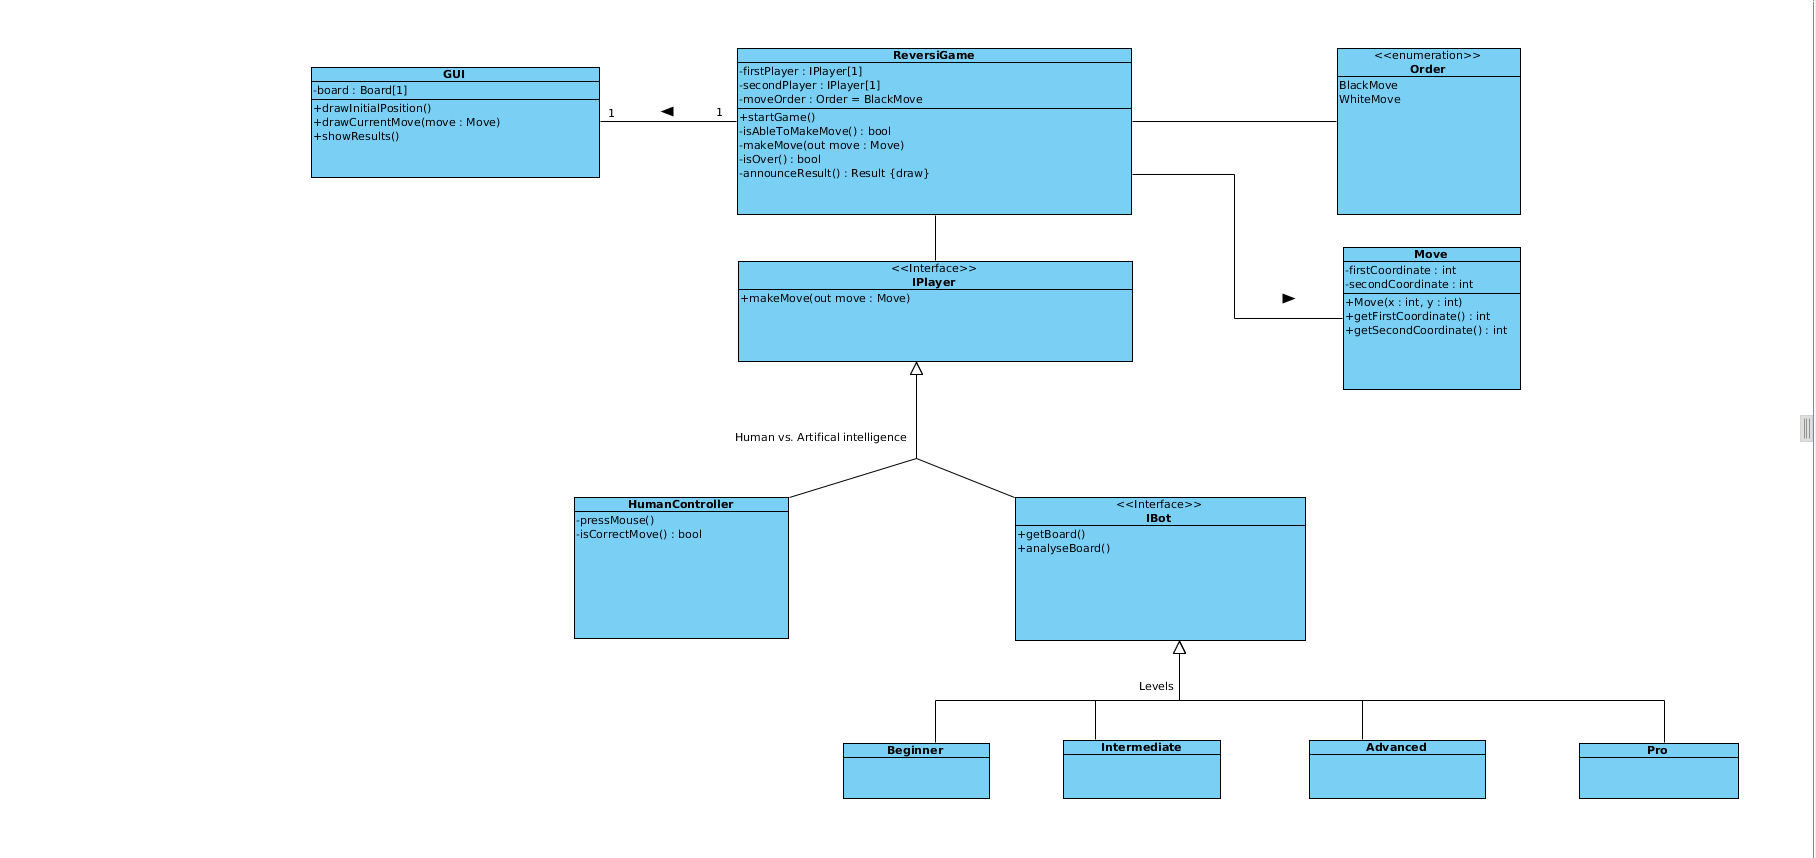 GUI
-board : Board[1]
+drawInitialPosition()
+drawCurrentMove(move : Move)
+showResults()
1
1
ReversiGame
-firstPlayer : IPlayer[1]
-secondPlayer : IPlayer[1]
-moveOrder : Order = BlackMove
+startGame()
-isAbleToMakeMove() : bool
-makeMove(out move : Move)
-isOver() : bool
-announceResult() : Result {draw}
<<enumeration>>
Order
BlackMove
WhiteMove
Move
-firstCoordinate : int
-secondCoordinate : int
+Move(x : int, y : int)
+getFirstCoordinate() : int
+getSecondCoordinate() : int
<<Interface>>
IPlayer
+makeMove(out move : Move)
Human vs. Artifical intelligence
HumanController
-pressMouse()
-isCorrectMove() : bool
<<Interface>>
IBot
+getBoard()
+analyseBoard()
Levels
Beginner
Intermediate
Advanced
Pro